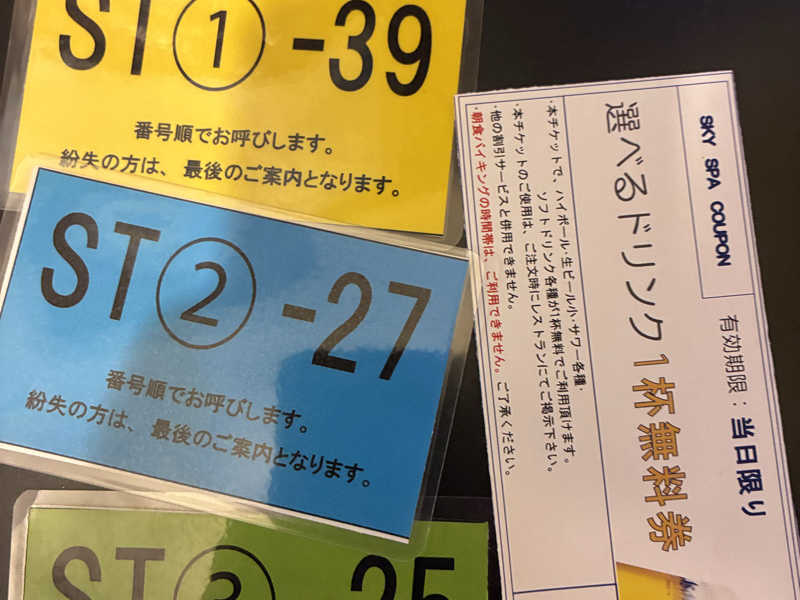 ST①-39
番号順でお呼びします。
紛失の方は、最後のご案内となります。
ST②-27
番号順でお呼びします。
紛失の方は、最後のご案内となります。
ST③-25
SKY SPA COUPON
有効期限：当日限り
選べるドリンク1杯無料券
・本チケットで、ハイボール・生ビール小・サワー各種・
ソフトドリンク各種が1杯無料でご利用頂けます。
・本チケットのご使用は、ご注文時にレストランにてご掲示下さい。
・他の割引サービスと併用できません。
・朝食バイキングの時間帯は、ご利用できません。ご了承ください。